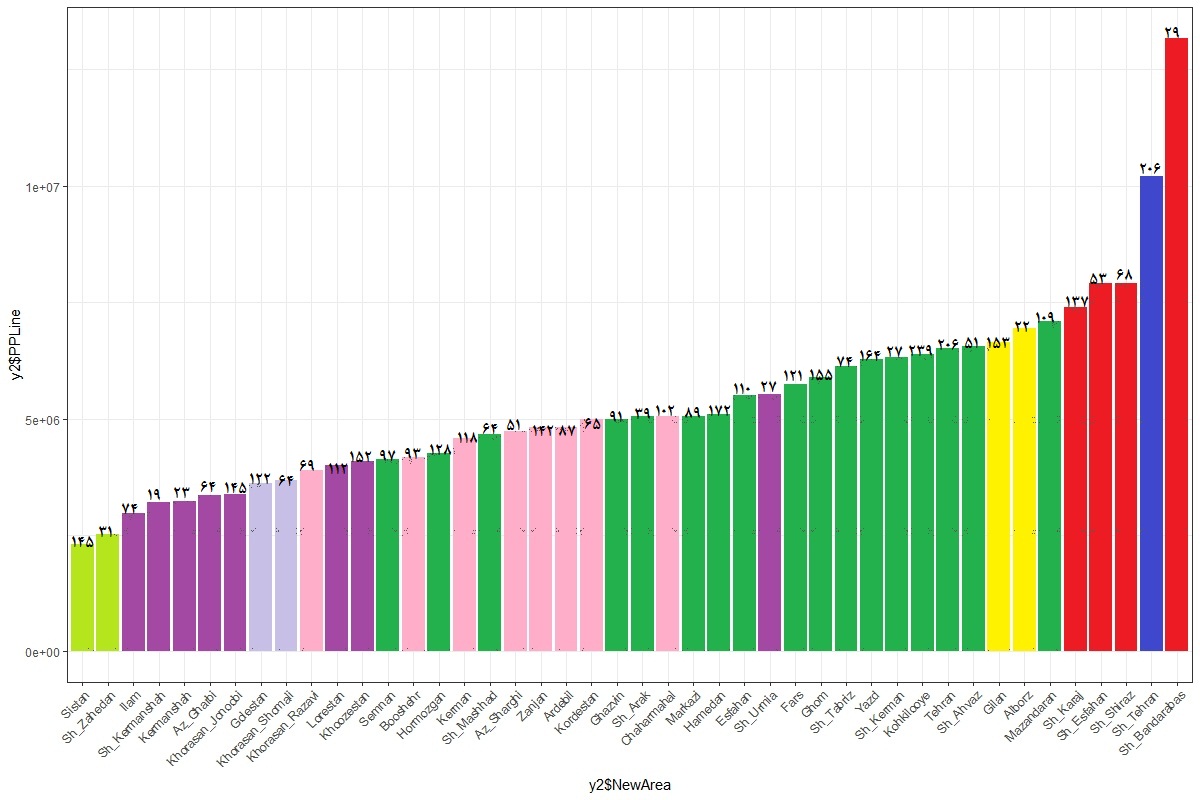 y2$PPLine
1e+07
5e+06
0e+00
۱۴۵
۳۱
۷۴
۱۹
۲۳
۶۴
۱۴۵
۱۲۲
۶۴
۶۹
۱۱۲
۱۵۲
۹۷
۹۳
۱۲۸
۱۱۸
۶۴
۵۱
۱۴۲
۸۷
۶۵
۹۱
۳۹
۱۰۲
۸۹
۱۷۲
۱۱۰
۲۷
۱۲۱
۱۵۵
۷۴
۱۶۴
۲۷
۲۳۹
۲۰۶
۵۱
۱۵۳
۲۲
۱۰۹
۱۳۷
۵۳
۶۸
۲۰۶
۲۹
Sistan
Sh_Zahedan
Ilam
Sh_Kermanshah
Kermanshah
Az_Gharbi
Khorasan_Jonoobi
Golestan
Khorasan_Shomali
Khorasan_Razavi
Lorestan
Khoozestan
Semnan
Booshehr
Hormozgan
Kerman
Sh_Mashhad
Az_Sharghi
Zanjan
Ardebil
Kordestan
Ghazvin
Sh_Arak
Chaharmahal
Markazi
Hamedan
Esfahan
Sh_Urmia
Fars
Ghom
Sh_Tabriz
Yazd
Sh_Kerman
Kohkilooye
Tehran
Sh_Ahvaz
Gilan
Alborz
Mazandaran
Sh_Karaj
Sh_Esfahan
Sh_Shiraz
Sh_Tehran
Sh_Bandarabas
y2$NewArea